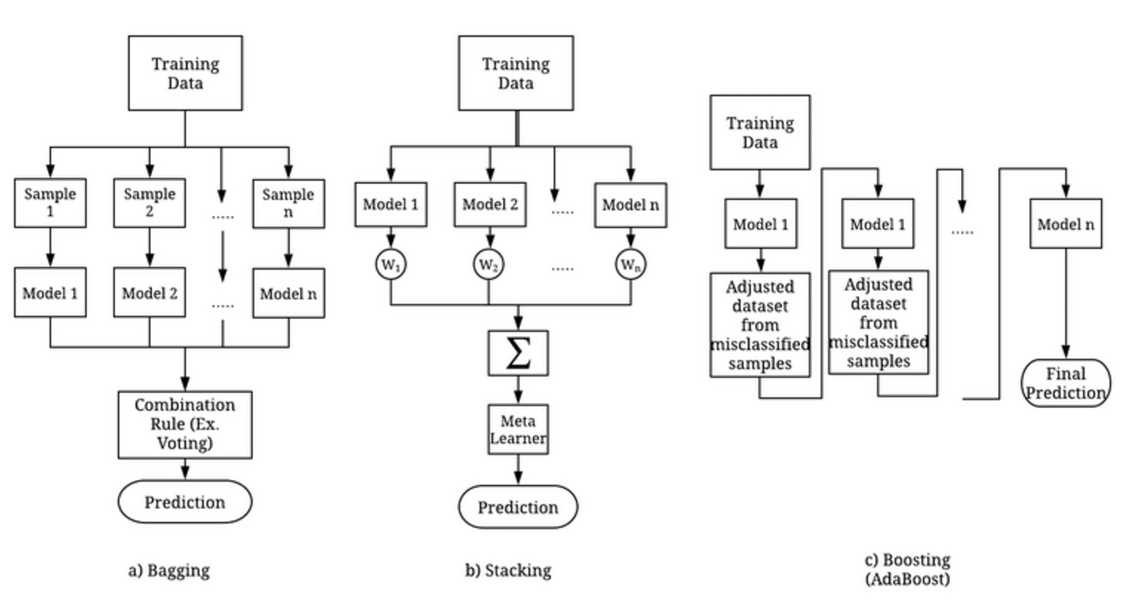 Training
Data
Sample
1
Sample
2
.....
Sample
n
Model 1
Model 2
.....
Model n
Combination
Rule (Ex.
Voting)
Prediction
a) Bagging
Training
Data
Model 1
Model 2
.....
Model n
W1
W2
.....
Wn
Σ
Meta
Learner
Prediction
b) Stacking
Training
Data
Model 1
Adjusted
dataset
from
misclassified
samples
Model 1
Adjusted
dataset
from
misclassified
samples
.....
Model n
Final
Prediction
c) Boosting
(AdaBoost)